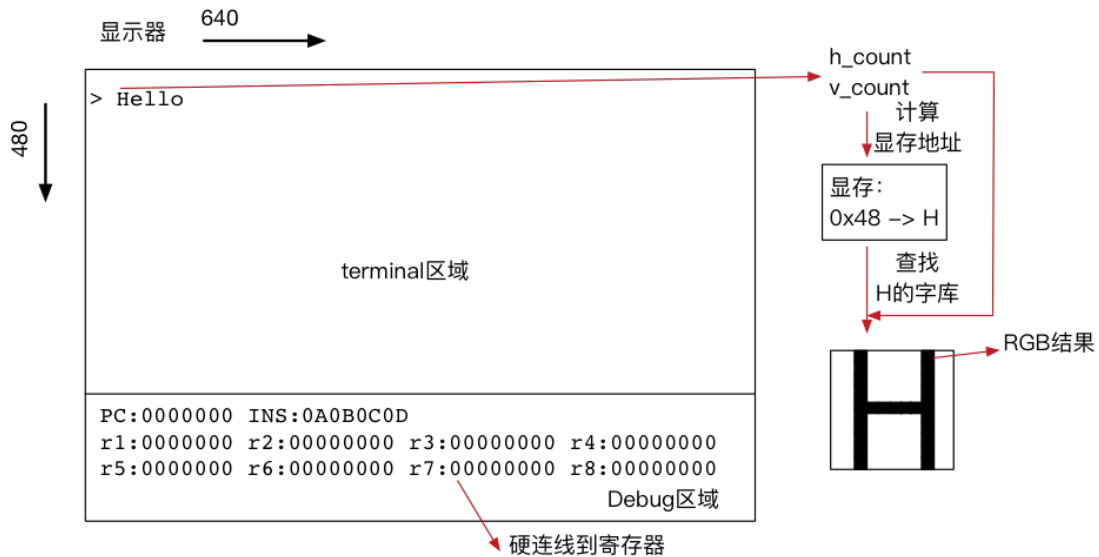 显示器
640
480
> Hello
terminal区域
PC:0000000 INS:0A0B0C0D
r1:0000000 r2:00000000 r3:00000000 r4:00000000
r5:0000000 r6:00000000 r7:00000000 r8:00000000
Debug区域
硬连线到寄存器
h_count
v_count
计算
显存地址
显存:
0x48 -> H
查找
H的字库
RGB结果